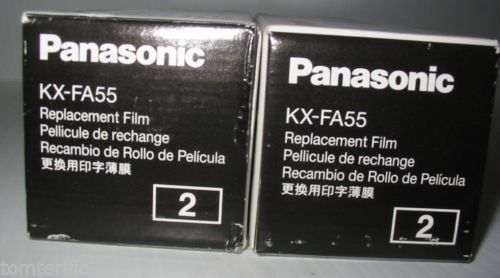 Panasonic
KX-FA55
Replacement Film
Pellicule de rechange
Recambio de Rollo de Película
更換用印字薄膜
2
Panasonic
KX-FA55
Replacement Film
Pellicule de rechange
Recambio de Rollo de Película
更換用印字薄膜
2
tomterific